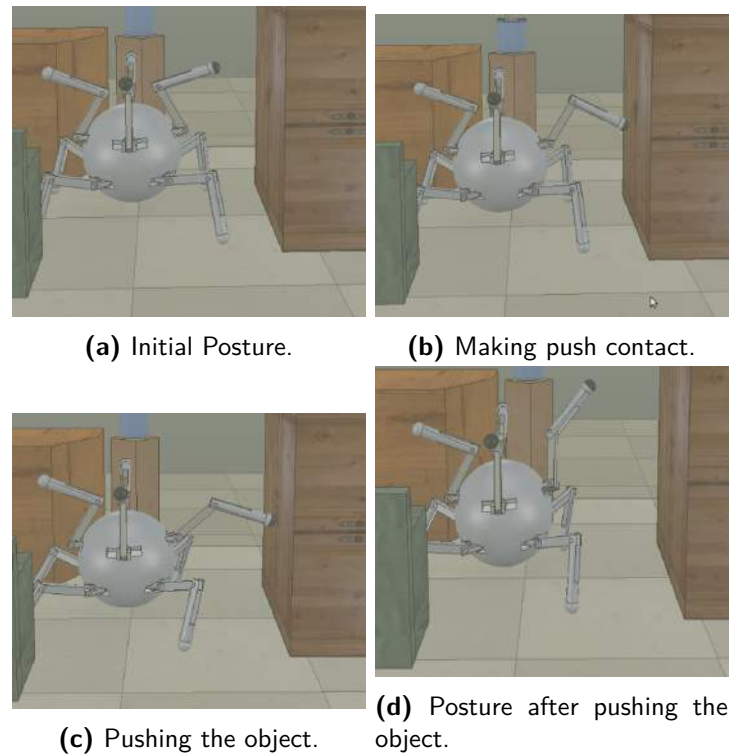 (a) Initial Posture.
(b) Making push contact.
(c) Pushing the object.
(d) Posture after pushing the
object.